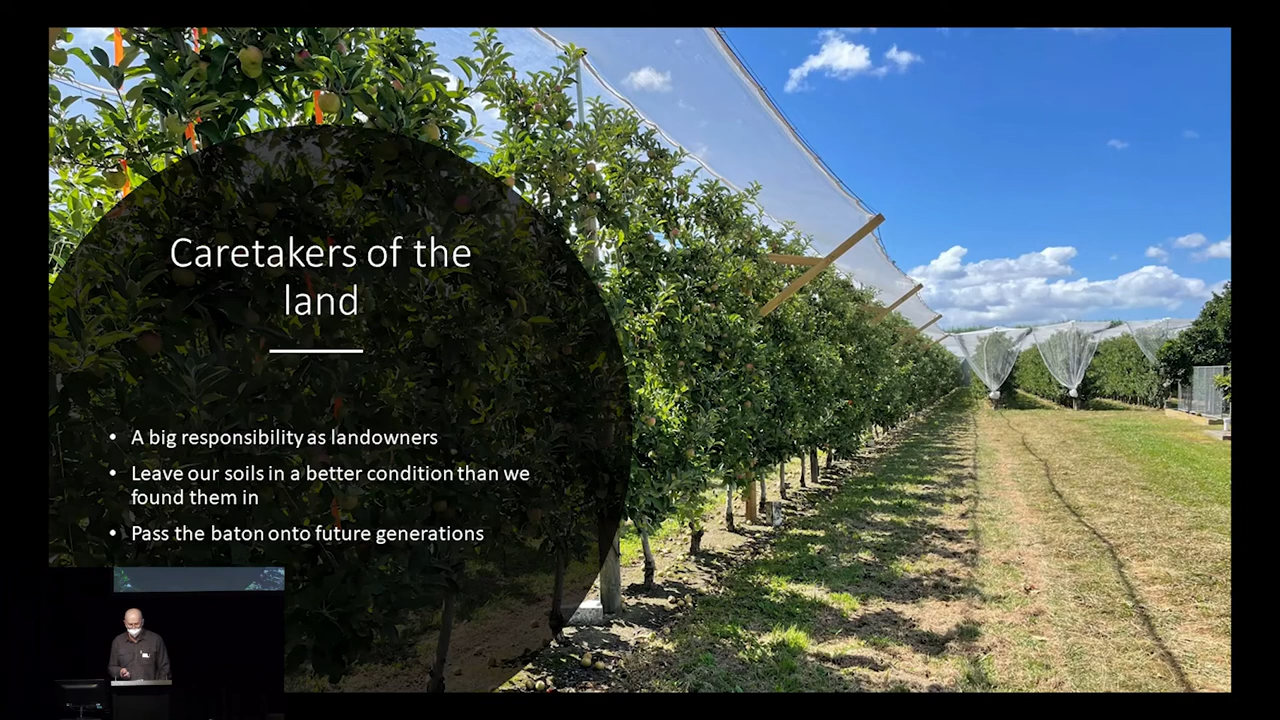 Caretakers of the
land
• A big responsibility as landowners
• Leave our soils in a better condition than we
found them in
• Pass the baton onto future generations